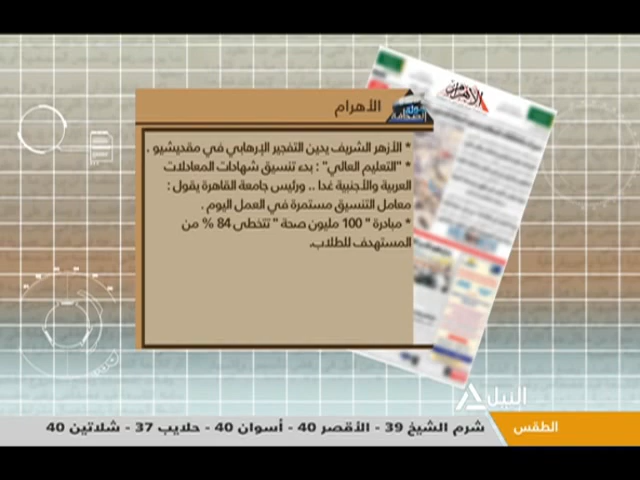 الأهرام
الأهرام
* الأزهر الشريف يدين التفجير الإرهابي في مقديشيو .
* "التعليم العالي" : بدء تنسيق شهادات المعادلات
العربية والأجنبية غدا .. ورئيس جامعة القاهرة يقول :
معامل التنسيق مستمرة في العمل اليوم .
* مبادرة " 100 مليون صحة " تتخطى 84 % من
المستهدف للطلاب.
النيل
الطقس
شرم الشيخ 39 - الأقصر 40 - أسوان 40 - حلايب 37 - شلاتين 40